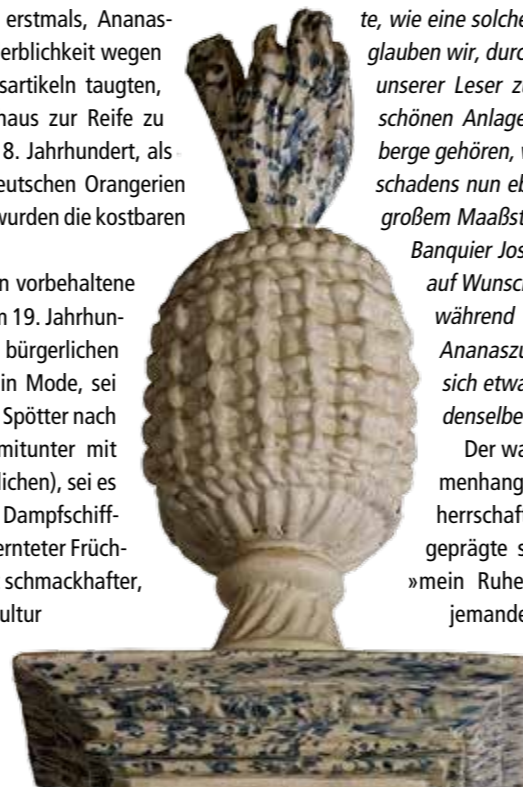 erstmals, Ananas-
erblichkeit wegen
sartikeln taugten,
haus zur Reife zu
8. Jahrhundert, als
eutschen Orangerien
wurden die kostbaren
n vorbehaltene
m 19. Jahrhun-
bürgerlichen
in Mode, sei
Spötter nach
mitunter mit
lichen), sei es
Dampfschiff-
ernteter Früch-
schmackhafter,
ultur
te, wie eine solche
glauben wir, durc
unserer Leser z
schönen Anlage
berge gehören, v
schadens nun eb
großem Maaßst
Banquier Jos
auf Wunsch
während
Ananaszu
sich etwa
denselbe
Der wa
menhang
herrschaft
geprägte s
»mein Ruhe
jemande